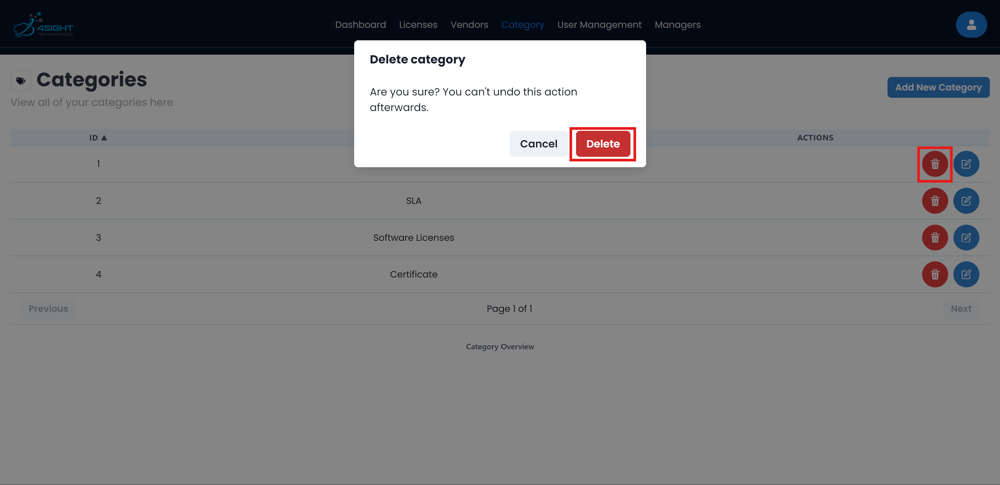 4SIGHT
TECHNOLOGIES
Dashboard Licenses Vendors Category User Management Managers
Delete category
Are you sure? You can't undo this action
afterwards.
Cancel Delete
Categories
View all of your categories here
Add New Category
ID ▲ ACTIONS
1
2 SLA
3 Software Licenses
4 Certificate
Previous Page 1 of 1 Next
Category Overview